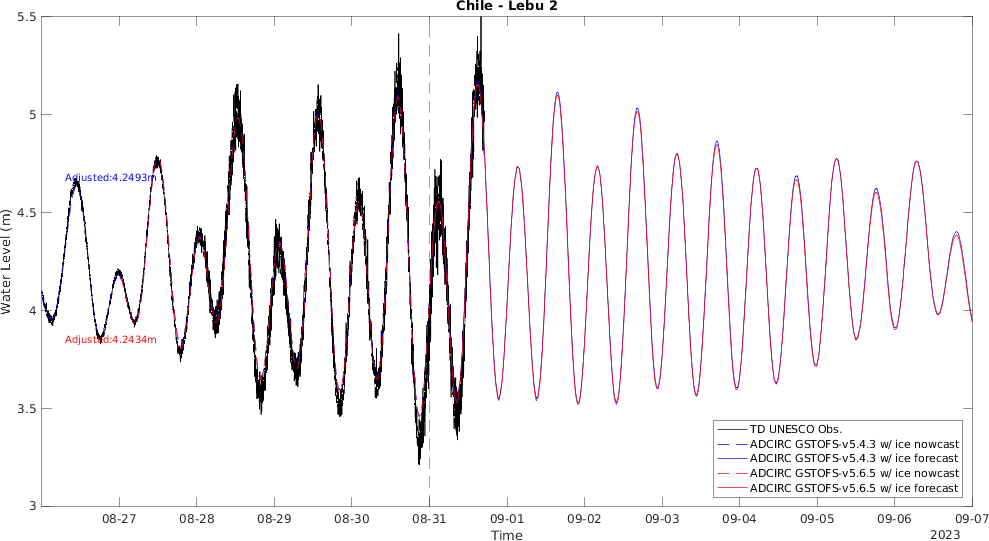 Chile - Lebu 2
5.5
5
4.5
4
3.5
3
Water Level (m)
Adjusted:4.2493m
Adjusted:4.2434m
TD UNESCO Obs.
ADCIRC GSTOFS-v5.4.3 w/ ice nowcast
ADCIRC GSTOFS-v5.4.3 w/ ice forecast
ADCIRC GSTOFS-v5.6.5 w/ ice nowcast
ADCIRC GSTOFS-v5.6.5 w/ ice forecast
08-27 08-28 08-29 08-30 08-31 09-01 09-02 09-03 09-04 09-05 09-06 09-07
Time
2023